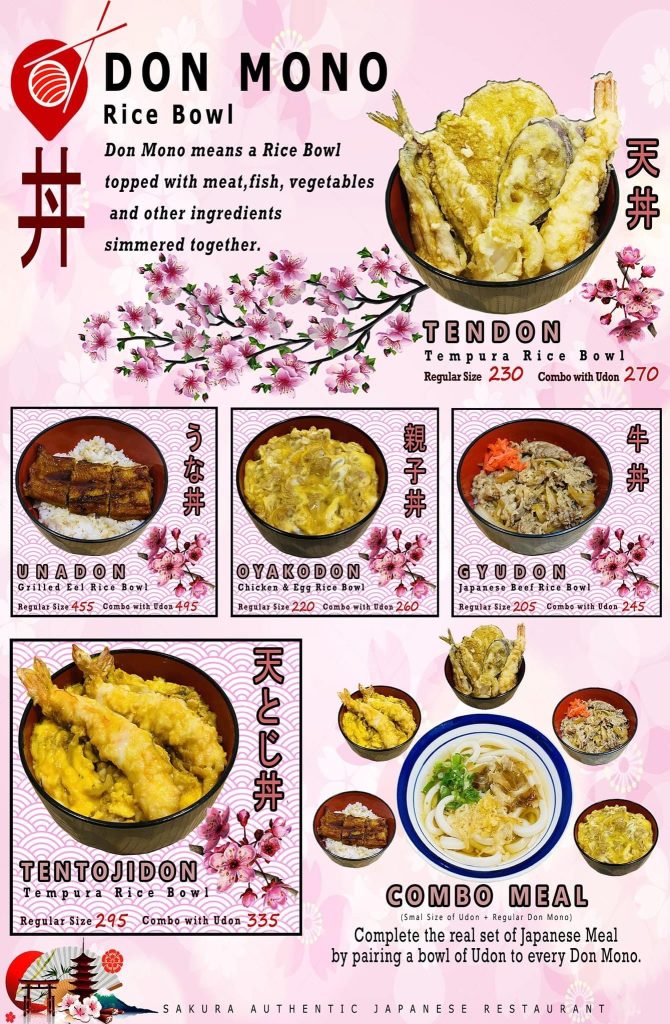 DON MONO
Rice Bowl
丼
Don Mono means a Rice Bowl
topped with meat,fish, vegetables
and other ingredients
simmered together.
天丼
TENDON
Tempura Rice Bowl
Regular Size 230 Combo with Udon 270
うな丼
UNADON
Grilled Eel Rice Bowl
Regular Size 455 Combo with Udon 495
親子丼
OYAKODON
Chicken & Egg Rice Bowl
Regular Size 220 Combo with Udon 260
牛丼
GYUDON
Japanese Beef Rice Bowl
Regular Size 205 Combo with Udon 245
天とじ丼
TENTOJIDON
Tempura Rice Bowl
Regular Size 295 Combo with Udon 335
COMBO MEAL
(Smal Size of Udon + Regular Don Mono)
Complete the real set of Japanese Meal
by pairing a bowl of Udon to every Don Mono.
SAKURA AUTHENTIC JAPANESE RESTAURANT